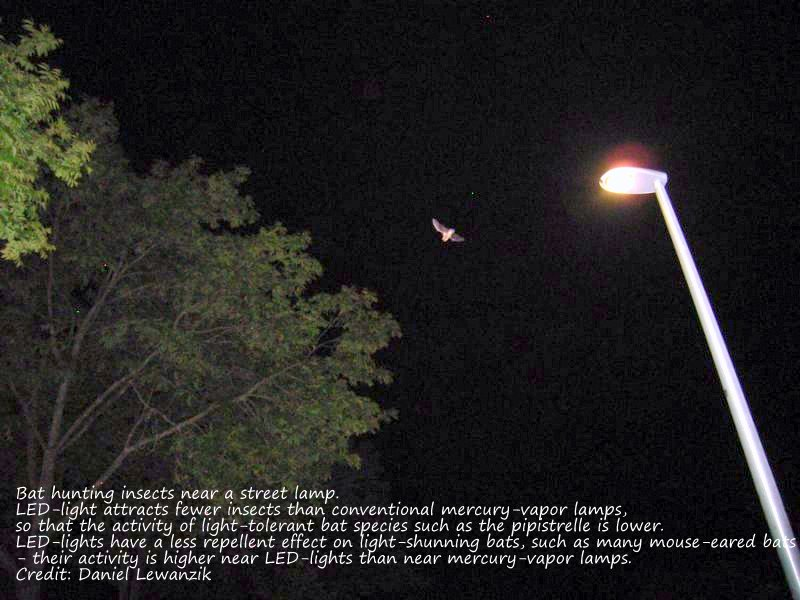 Bat hunting insects near a street lamp.
LED-light attracts fewer insects than conventional mercury-vapor lamps,
so that the activity of light-tolerant bat species such as the pipistrelle is lower.
LED-lights have a less repellent effect on light-shunning bats, such as many mouse-eared bats
- their activity is higher near LED-lights than near mercury-vapor lamps.
Credit: Daniel Lewanzik